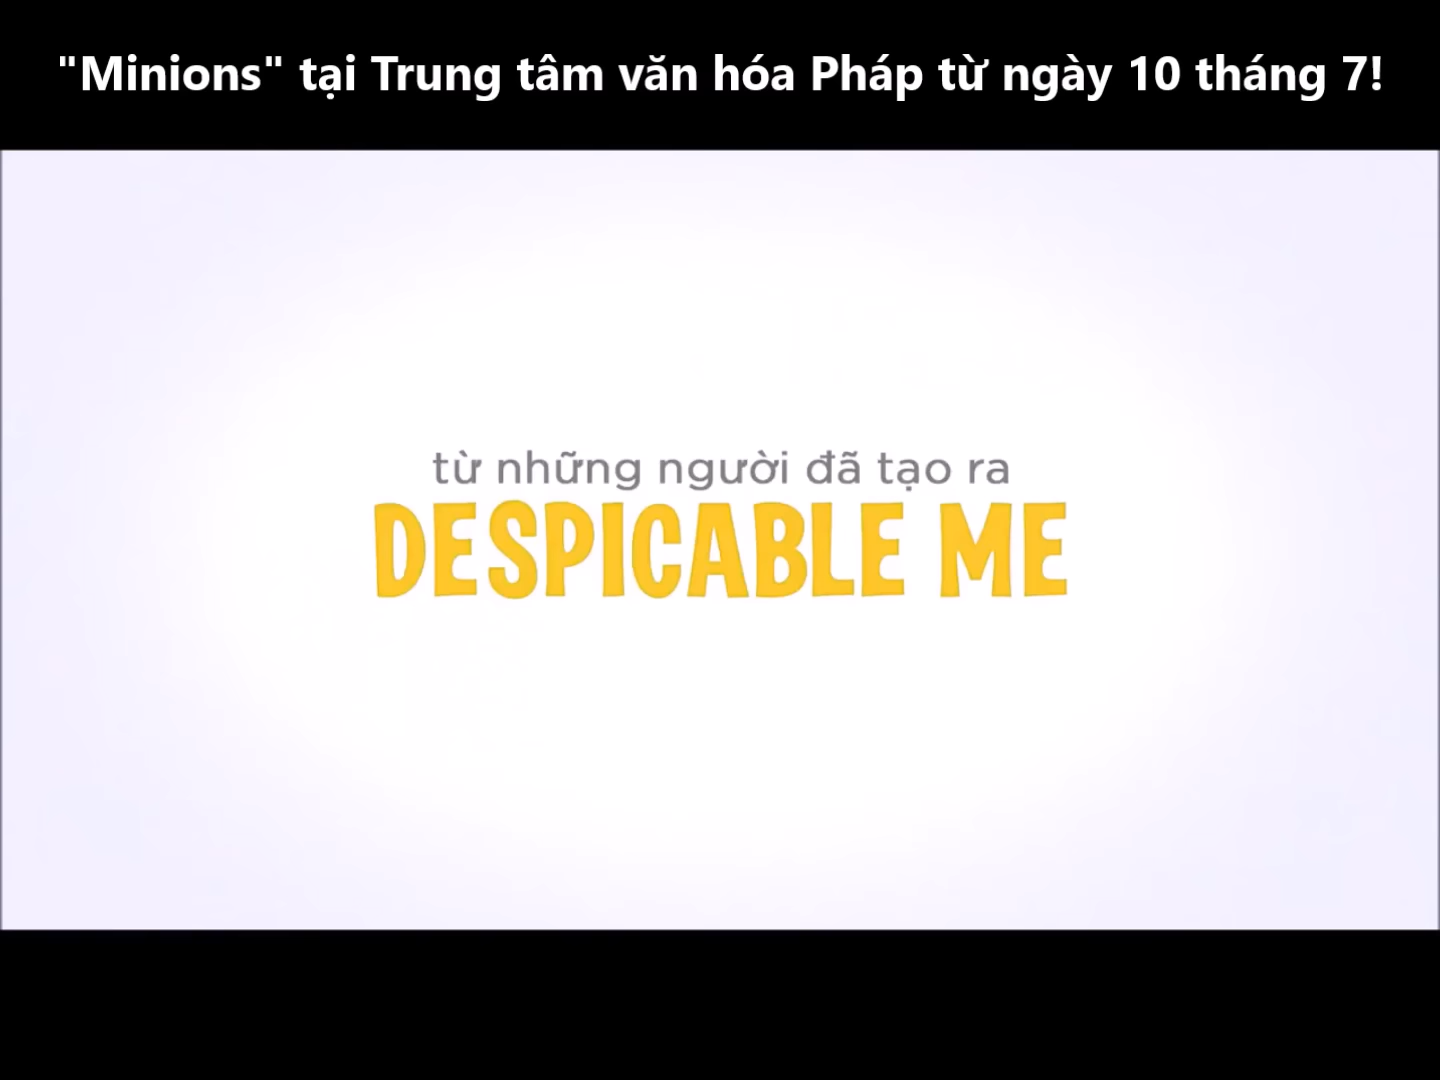 "Minions" tại Trung tâm văn hóa Pháp từ ngày 10 tháng 7!
từ những người đã tạo ra
DESPICABLE ME